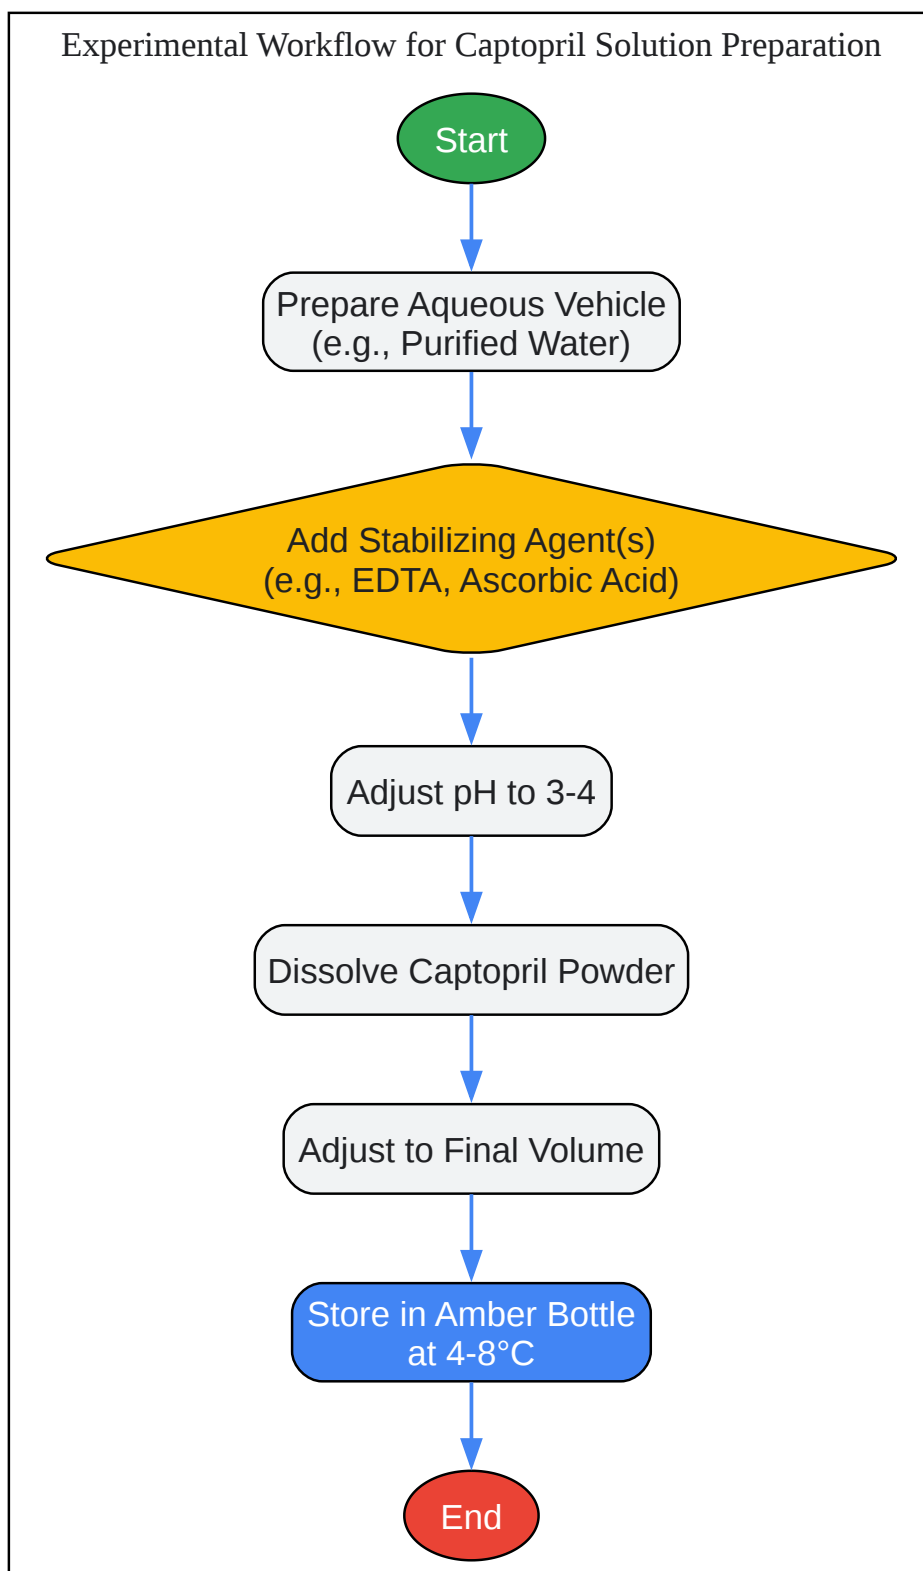 Experimental Workflow for Captopril Solution Preparation
Start
Prepare Aqueous Vehicle
(e.g., Purified Water)
Add Stabilizing Agent(s)
(e.g., EDTA, Ascorbic Acid)
Adjust pH to 3-4
Dissolve Captopril Powder
Adjust to Final Volume
Store in Amber Bottle
at 4-8°C
End